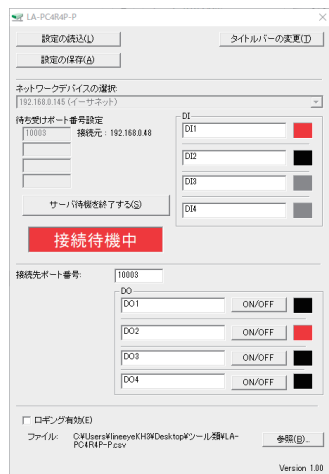 LA-PC4R4P-P
設定の読込(L)
タイトルバーの変更(T)
設定の保存(A)
ネットワークデバイスの選択
192.168.0.145 (イーサネット)
待ち受けポート番号設定
10003 接続元 : 192.168.0.48
サーバ待機を終了する(S)
接続待機中
DI
DI1
DI2
DI3
DI4
接続先ポート番号: 10003
DO
DO1 ON/OFF
DO2 ON/OFF
DO3 ON/OFF
DO4 ON/OFF
ロギング有効(E)
ファイル: C:¥Users¥lineeyeKH3¥Desktop¥ツール類¥LA-
PC4R4P-P.csv
参照(B)...
Version 1.00